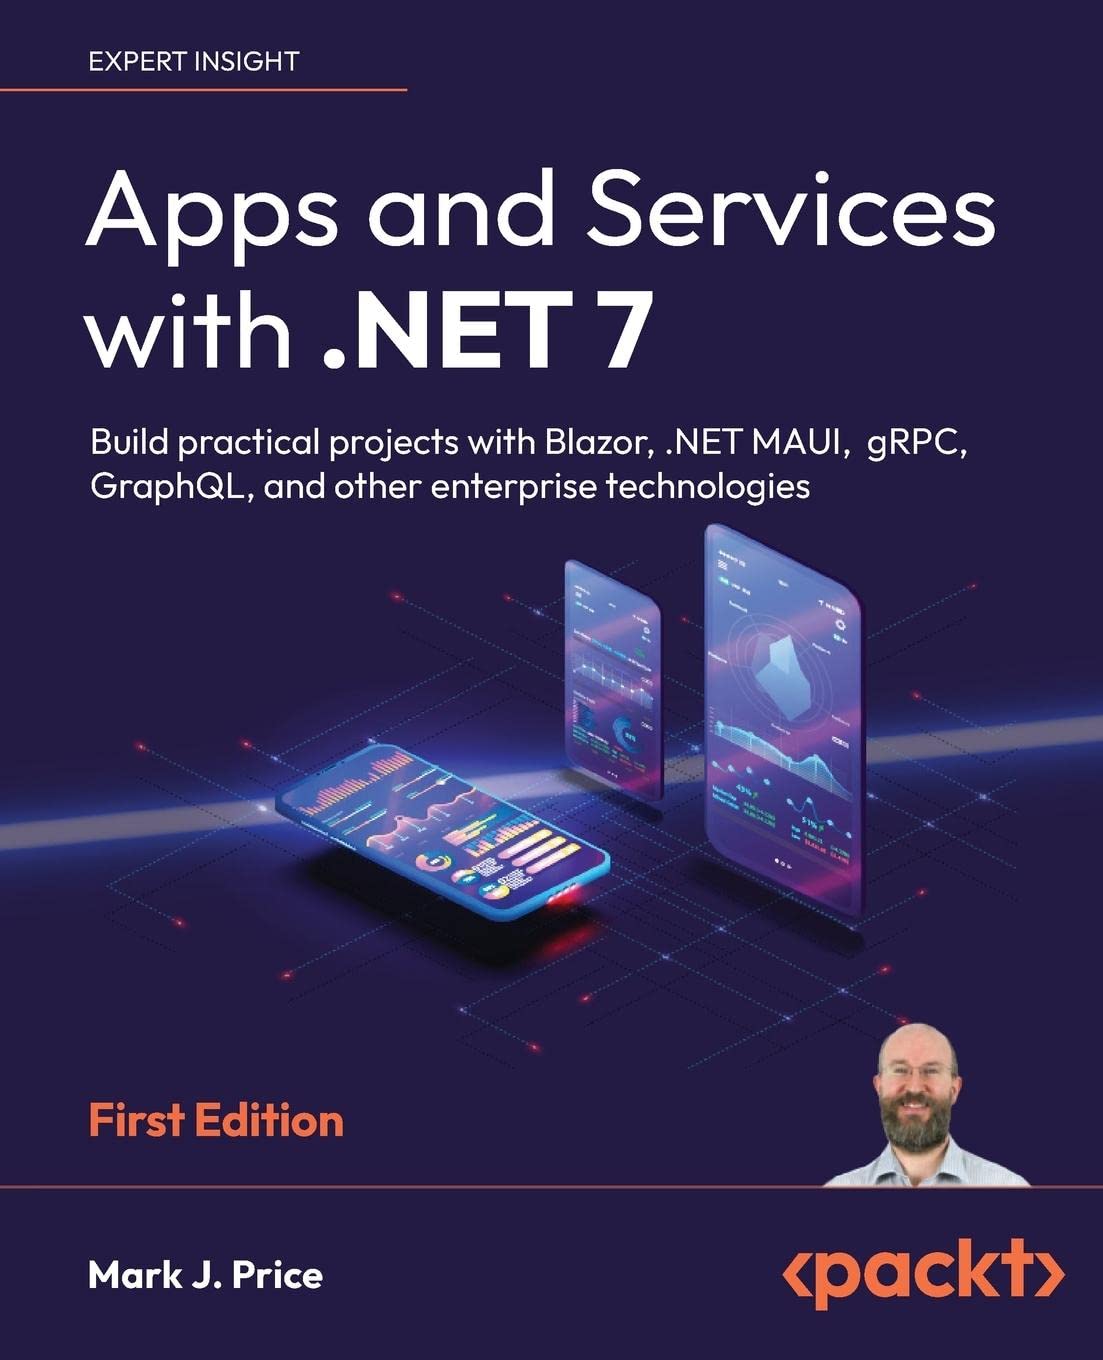 EXPERT INSIGHT
Apps and Services
with .NET 7
Build practical projects with Blazor, .NET MAUI, gRPC,
GraphQL, and other enterprise technologies
First Edition
Mark J. Price
<packt>